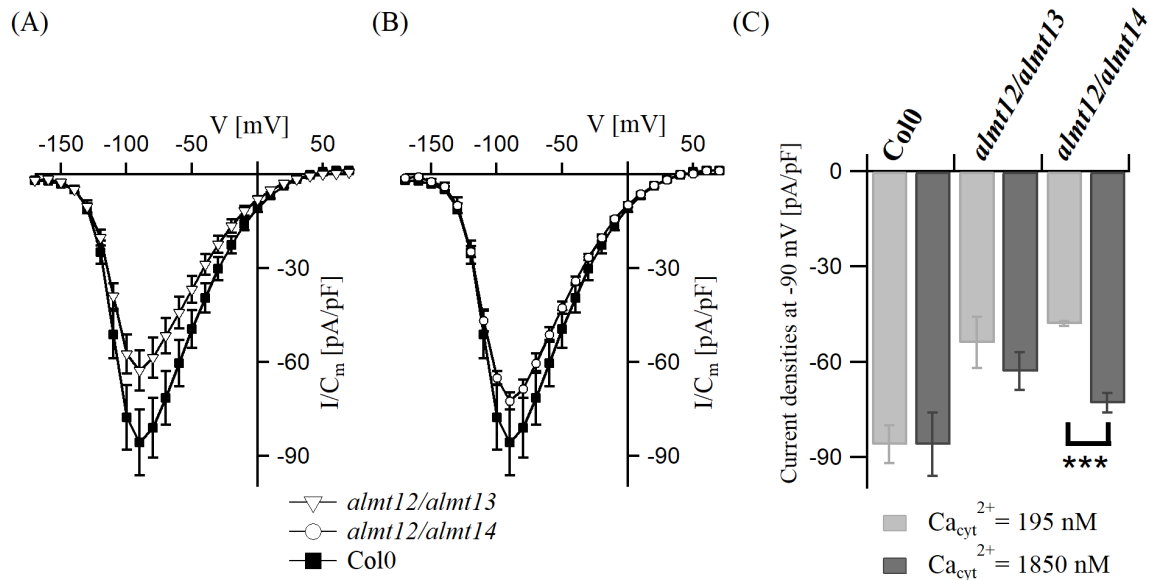 (A)
V [mV]
-150 -100 -50 50
-30
-60
-90
I/Cm [pA/pF]
(B)
V [mV]
-150 -100 -50 50
-30
-60
-90
I/Cm [pA/pF]
almt12/almt13
almt12/almt14
Col0
(C)
Col0
almt12/almt13
almt12/almt14
Current densities at -90 mV [pA/pF]
0
-30
-60
-90
***
Cacyt2+= 195 nM
Cacyt2+= 1850 nM